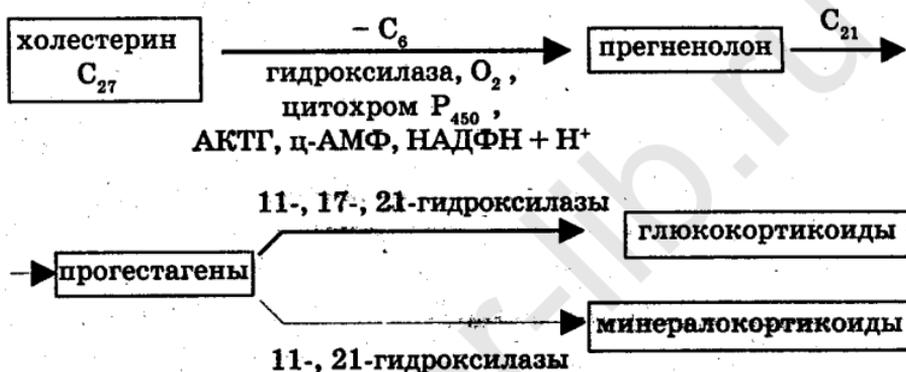 холестерин
C₂₇
– C₆
гидроксилаза, O₂ ,
цитохром P₄₅₀ ,
АКТГ, ц-АМФ, НАДФН + H⁺
прегненолон
C₂₁
прогестагены
11-, 17-, 21-гидроксилазы
глюкокортикоиды
11-, 21-гидроксилазы
минералокортикоиды